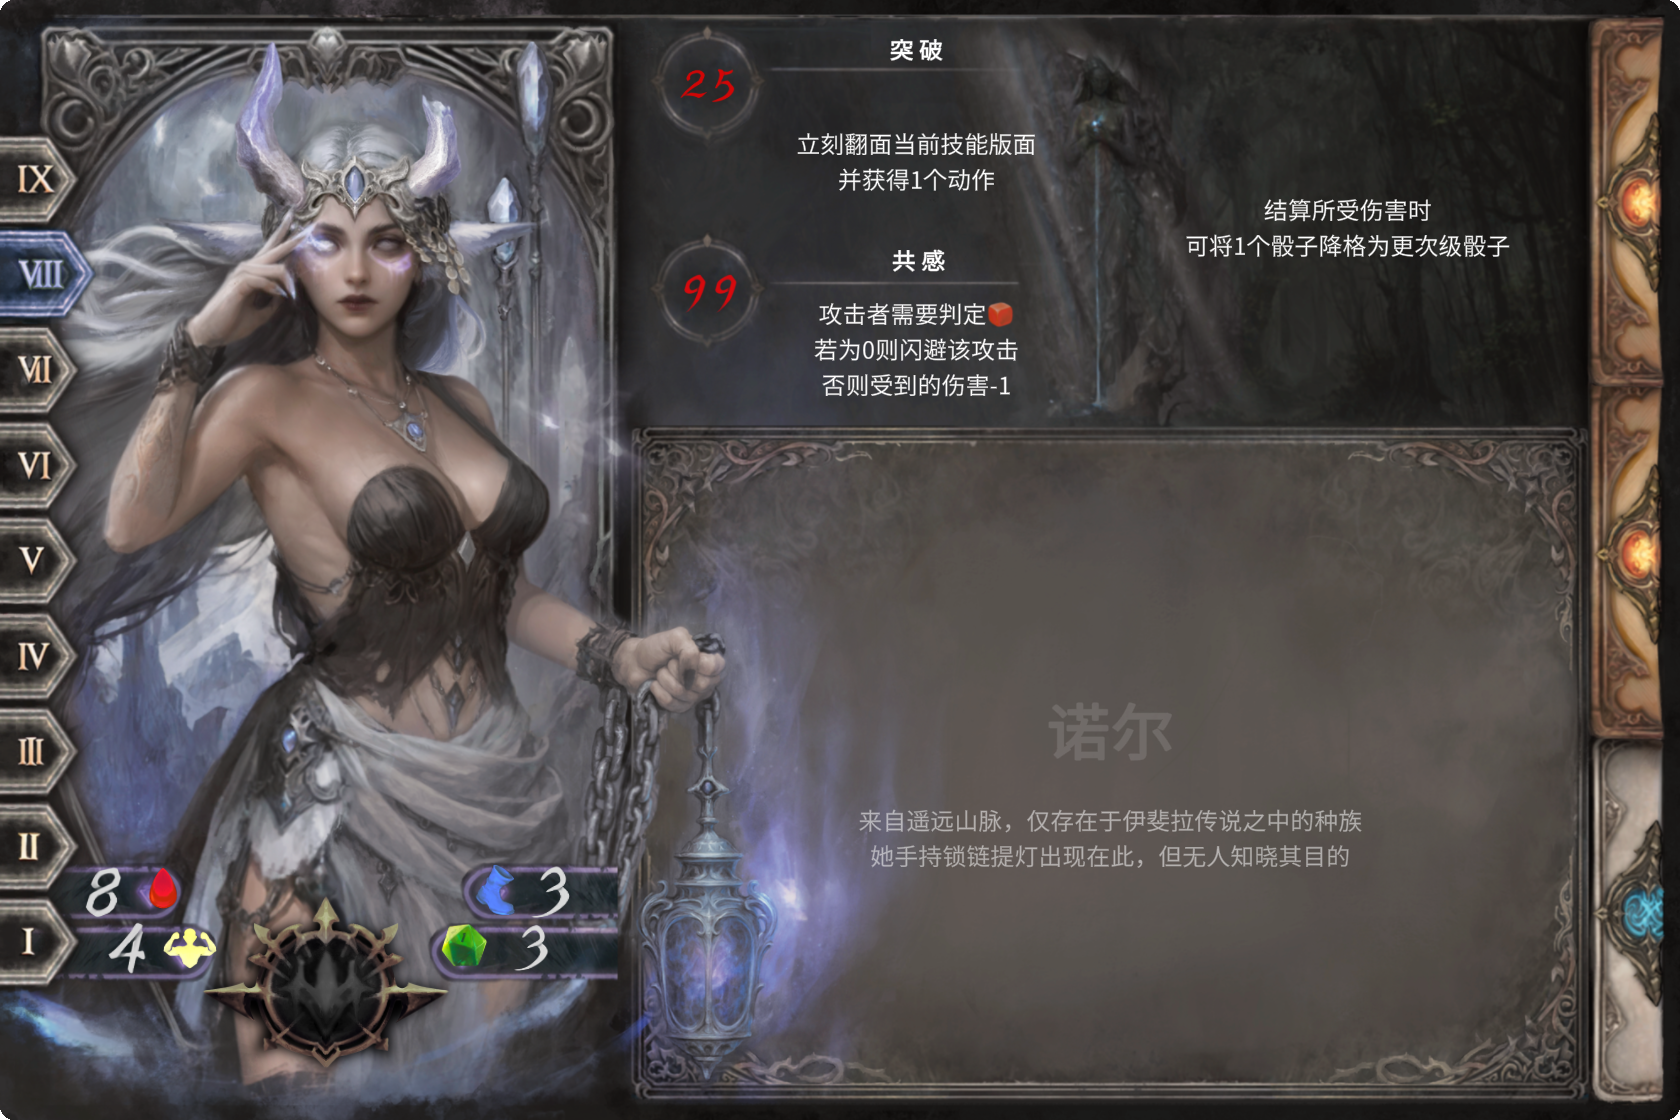 IX
VIII
VII
VI
V
IV
III
II
I
8
4
3
3
25
突破
立刻翻面当前技能版面
并获得1个动作
99
共感
攻击者需要判定
若为0则闪避该攻击
否则受到的伤害-1
结算所受伤害时
可将1个骰子降格为更次级骰子
诺尔
来自遥远山脉，仅存在于伊斐拉传说之中的种族
她手持锁链提灯出现在此，但无人知晓其目的